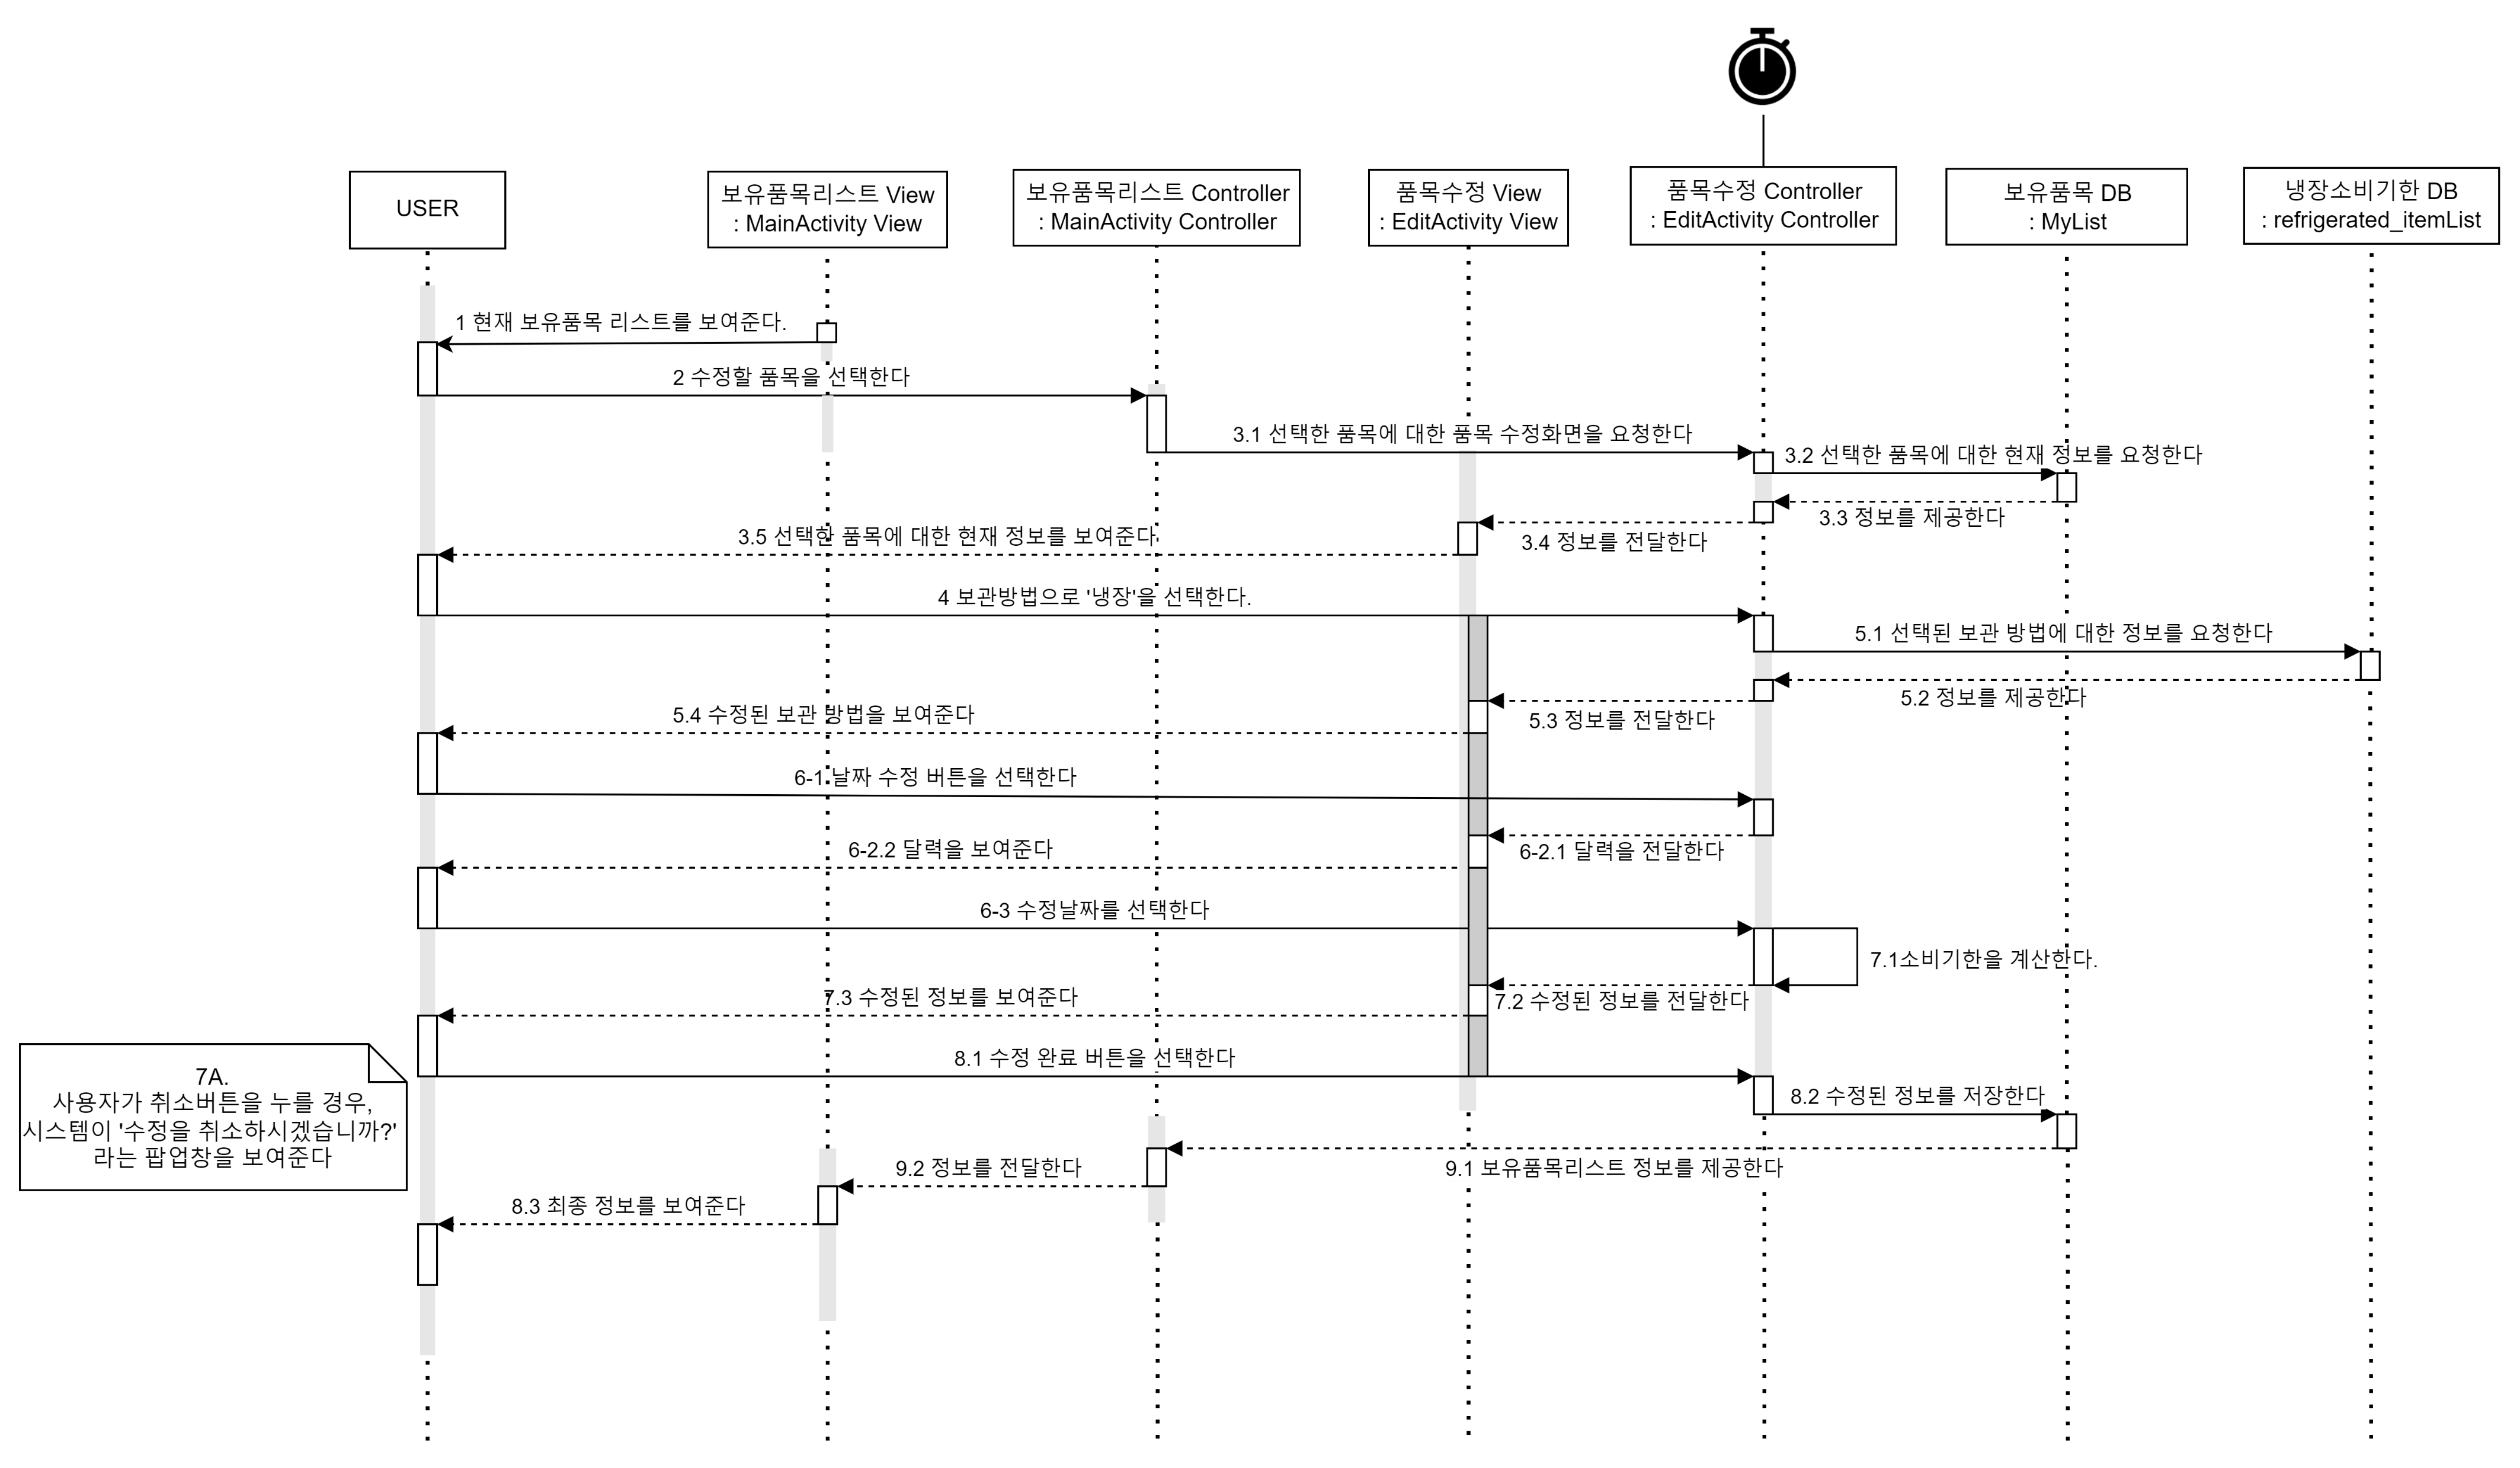 USER
보유품목리스트 View
: MainActivity View
보유품목리스트 Controller
: MainActivity Controller
품목수정 View
: EditActivity View
품목수정 Controller
: EditActivity Controller
보유품목 DB
: MyList
냉장소비기한 DB
: refrigerated_itemList
1 현재 보유품목 리스트를 보여준다.
2 수정할 품목을 선택한다
3.1 선택한 품목에 대한 품목 수정화면을 요청한다
3.2 선택한 품목에 대한 현재 정보를 요청한다
3.3 정보를 제공한다
3.4 정보를 전달한다
3.5 선택한 품목에 대한 현재 정보를 보여준다
4 보관방법으로 '냉장'을 선택한다.
5.1 선택된 보관 방법에 대한 정보를 요청한다
5.2 정보를 제공한다
5.3 정보를 전달한다
5.4 수정된 보관 방법을 보여준다
6-1 날짜 수정 버튼을 선택한다
6-2.1 달력을 전달한다
6-2.2 달력을 보여준다
6-3 수정날짜를 선택한다
7.1소비기한을 계산한다.
7.2 수정된 정보를 전달한다
7.3 수정된 정보를 보여준다
8.1 수정 완료 버튼을 선택한다
7A.
사용자가 취소버튼을 누를 경우,
시스템이 '수정을 취소하시겠습니까?'
라는 팝업창을 보여준다
8.2 수정된 정보를 저장한다
9.1 보유품목리스트 정보를 제공한다
9.2 정보를 전달한다
8.3 최종 정보를 보여준다